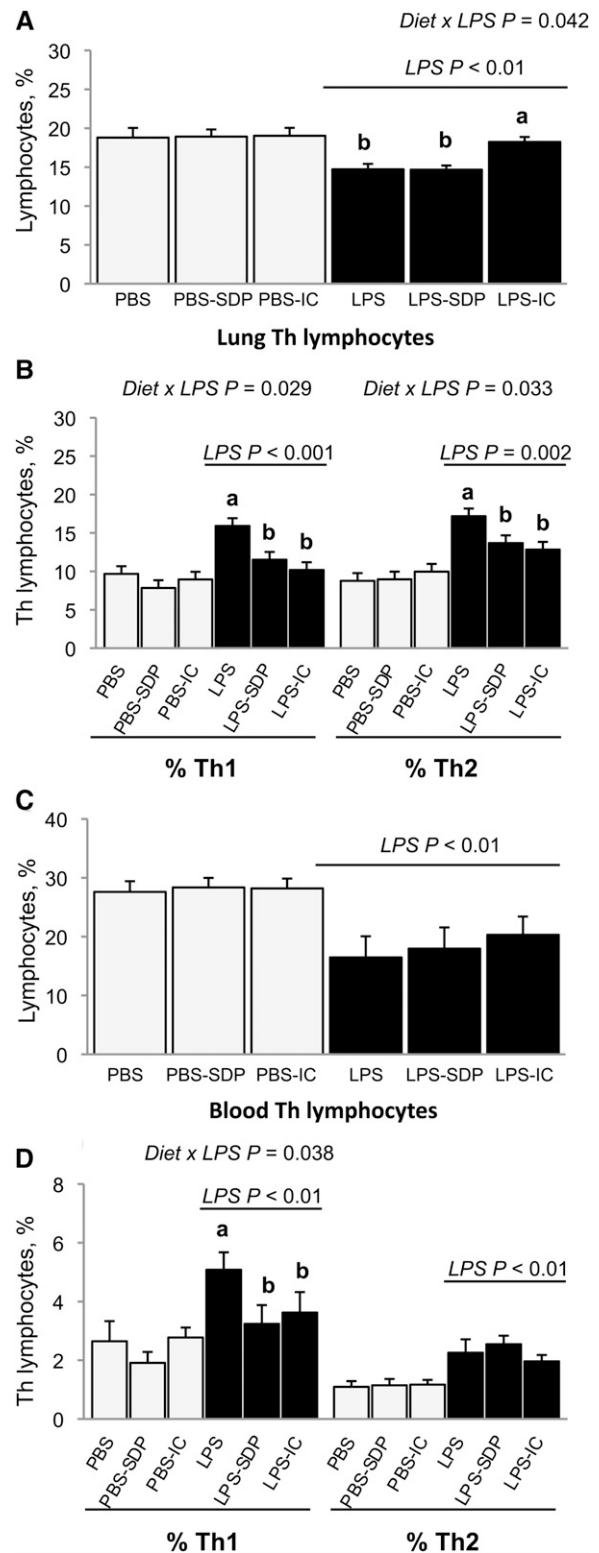 A
Diet x LPS P = 0.042
LPS P < 0.01
Lymphocytes, %
30
25
20
15
10
5
0
b
b
a
PBS PBS-SDP PBS-IC LPS LPS-SDP LPS-IC
Lung Th lymphocytes
B
Diet x LPS P = 0.029 Diet x LPS P = 0.033
LPS P < 0.001 LPS P = 0.002
Th lymphocytes, %
30
25
20
15
10
5
0
a b b a b b
PBS PBS-SDP PBS-IC LPS LPS-SDP LPS-IC PBS PBS-SDP PBS-IC LPS LPS-SDP LPS-IC
% Th1 % Th2
C
LPS P < 0.01
Lymphocytes, %
40
30
20
10
0
PBS PBS-SDP PBS-IC LPS LPS-SDP LPS-IC
Blood Th lymphocytes
D
Diet x LPS P = 0.038
LPS P < 0.01
LPS P < 0.01
Th lymphocytes, %
8
6
4
2
0
a b b
PBS PBS-SDP PBS-IC LPS LPS-SDP LPS-IC PBS PBS-SDP PBS-IC LPS LPS-SDP LPS-IC
% Th1 % Th2